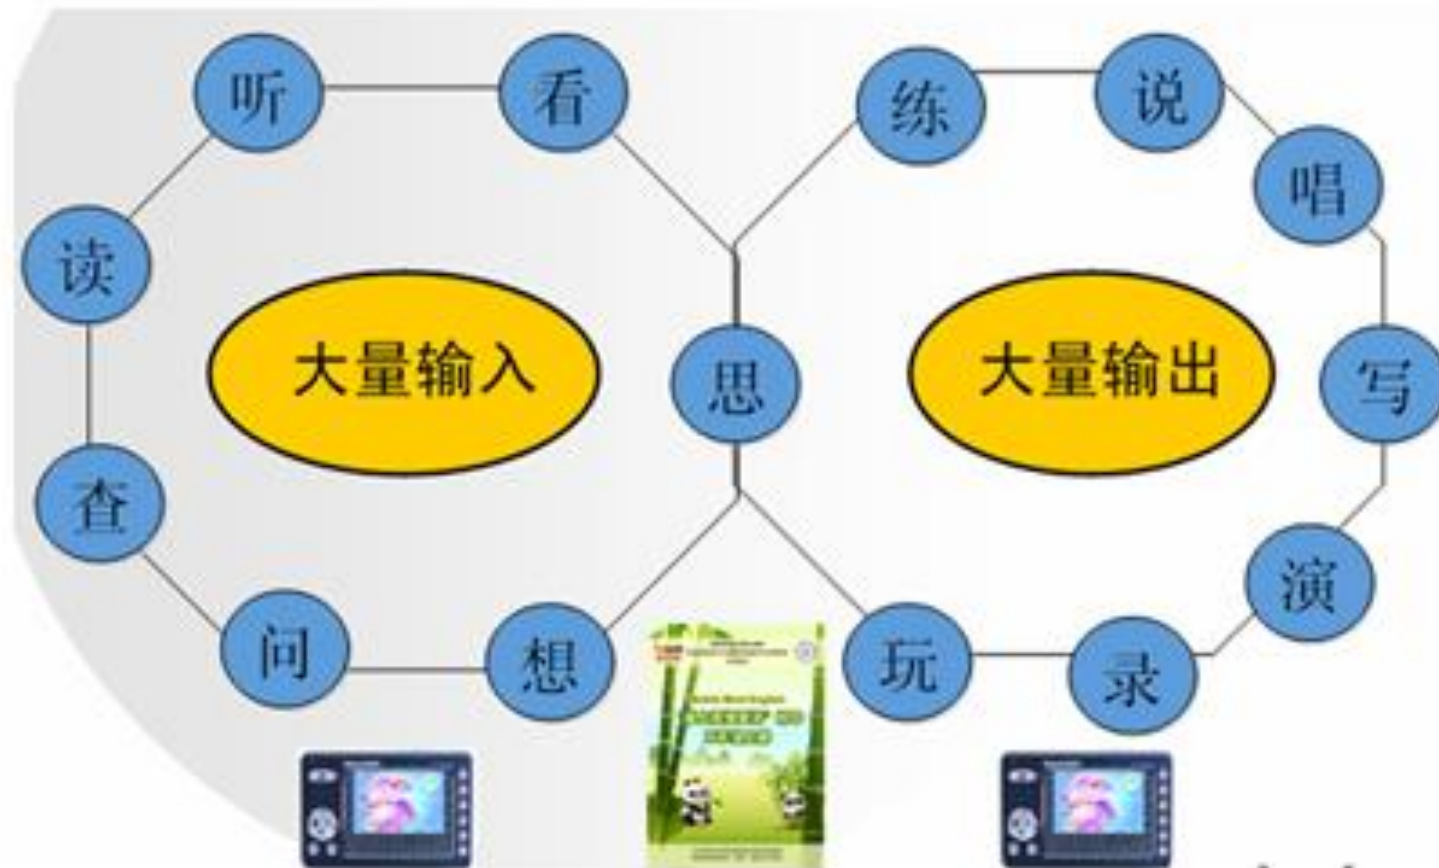 听
看
练
说
唱
读
大量输入
思
大量输出
写
查
演
问
想
玩
录